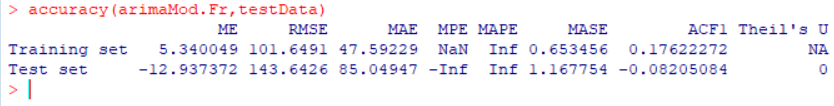 > accuracy(arimaMod.Fr,testData)
ME RMSE MAE MPE MAPE MASE ACF1 Theil's U
Training set 5.340049 101.6491 47.59229 NaN Inf 0.653456 0.17622272 NA
Test set -12.937372 143.6426 85.04947 -Inf Inf 1.167754 -0.08205084 0
>